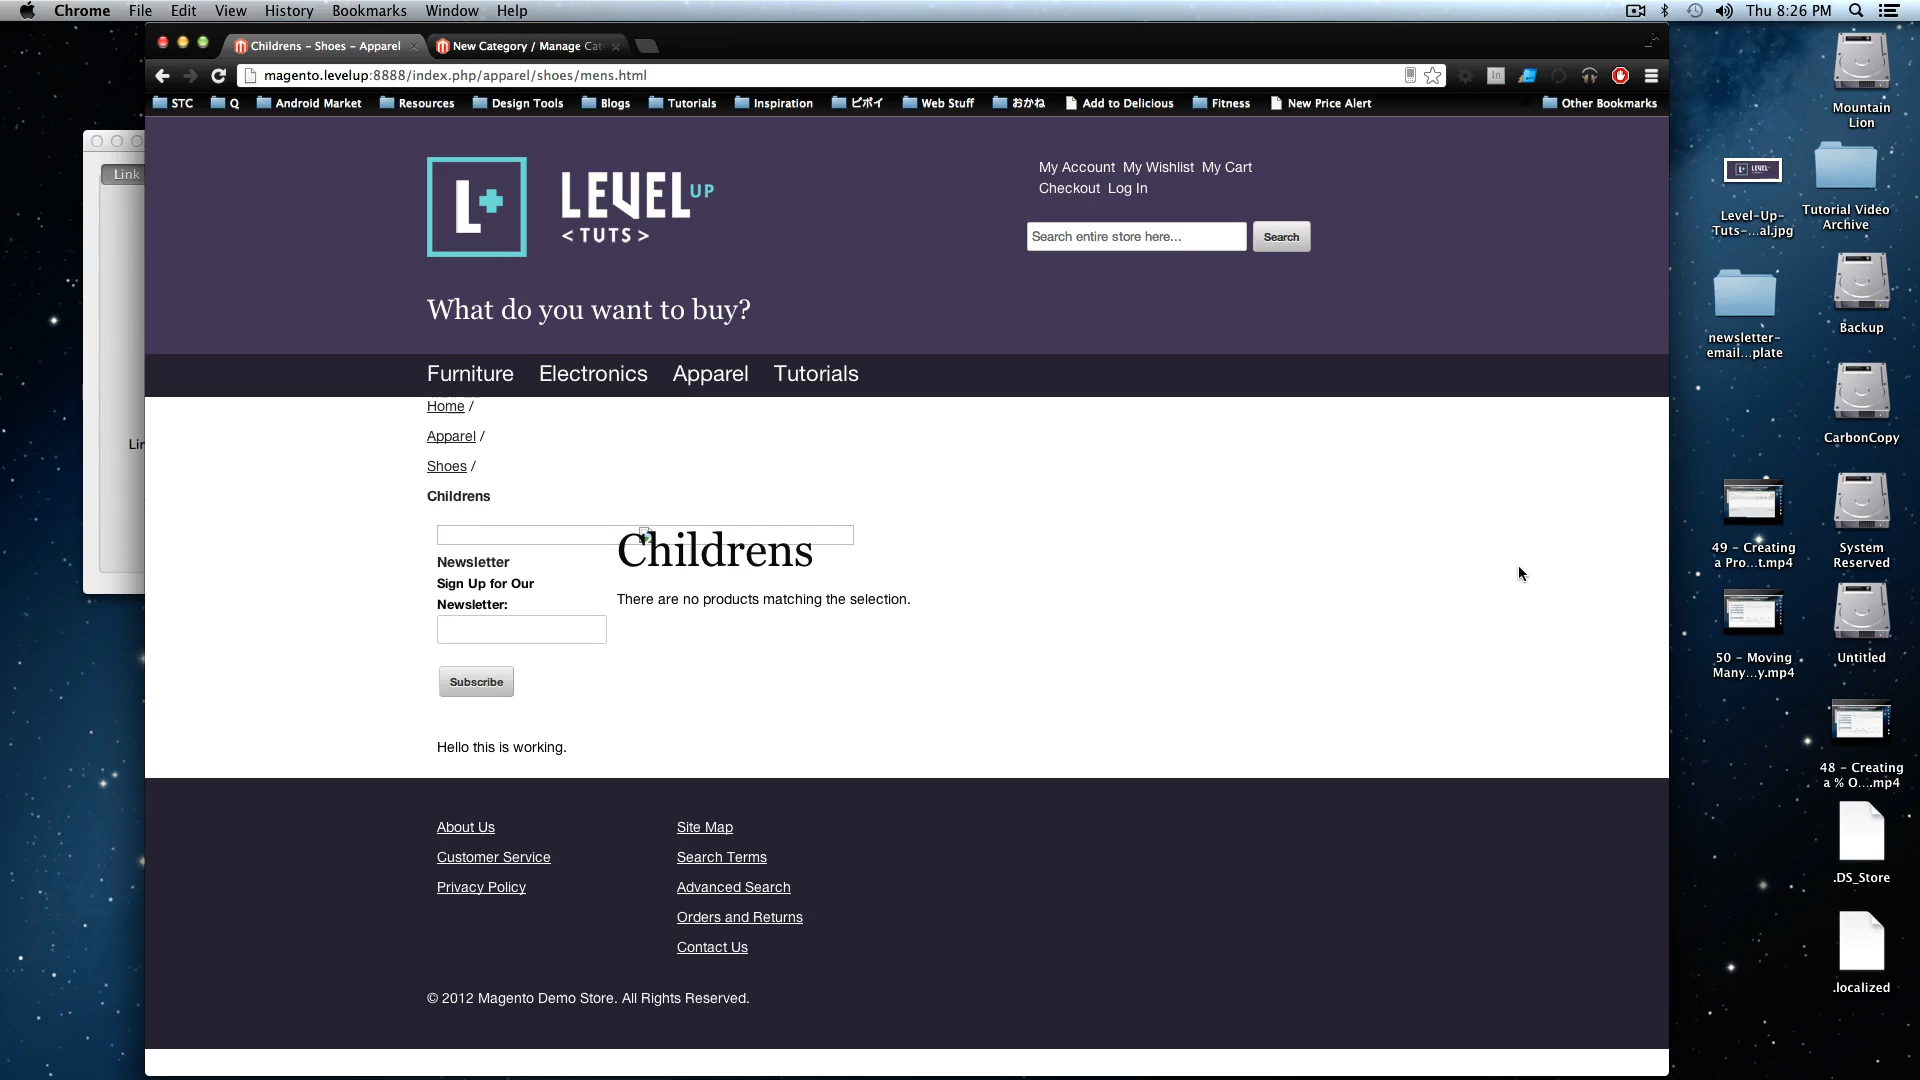 Chrome File Edit View History Bookmarks Window Help
Thu 8:26 PM
Childrens - Shoes - Apparel
New Category / Manage Cat
magento.levelup:8888/index.php/apparel/shoes/mens.html
STC Q Android Market Resources Design Tools Blogs Tutorials Inspiration ビボイ Web Stuff おかね Add to Delicious Fitness New Price Alert Other Bookmarks
Link
L+
LEVEL UP
<TUTS>
My Account My Wishlist My Cart
Checkout Log In
Search entire store here...
Search
What do you want to buy?
Furniture Electronics Apparel Tutorials
Home /
Apparel /
Shoes /
Childrens
Childrens
There are no products matching the selection.
Newsletter
Sign Up for Our
Newsletter:
Subscribe
Hello this is working.
About Us
Customer Service
Privacy Policy
Site Map
Search Terms
Advanced Search
Orders and Returns
Contact Us
© 2012 Magento Demo Store. All Rights Reserved.
Mountain
Lion
Level-Up-
Tuts-...al.jpg
Tutorial Video
Archive
Backup
newsletter-
email...plate
CarbonCopy
49 - Creating
a Pro...t.mp4
System
Reserved
50 - Moving
Many...y.mp4
Untitled
48 - Creating
a % O....mp4
.DS_Store
.localized